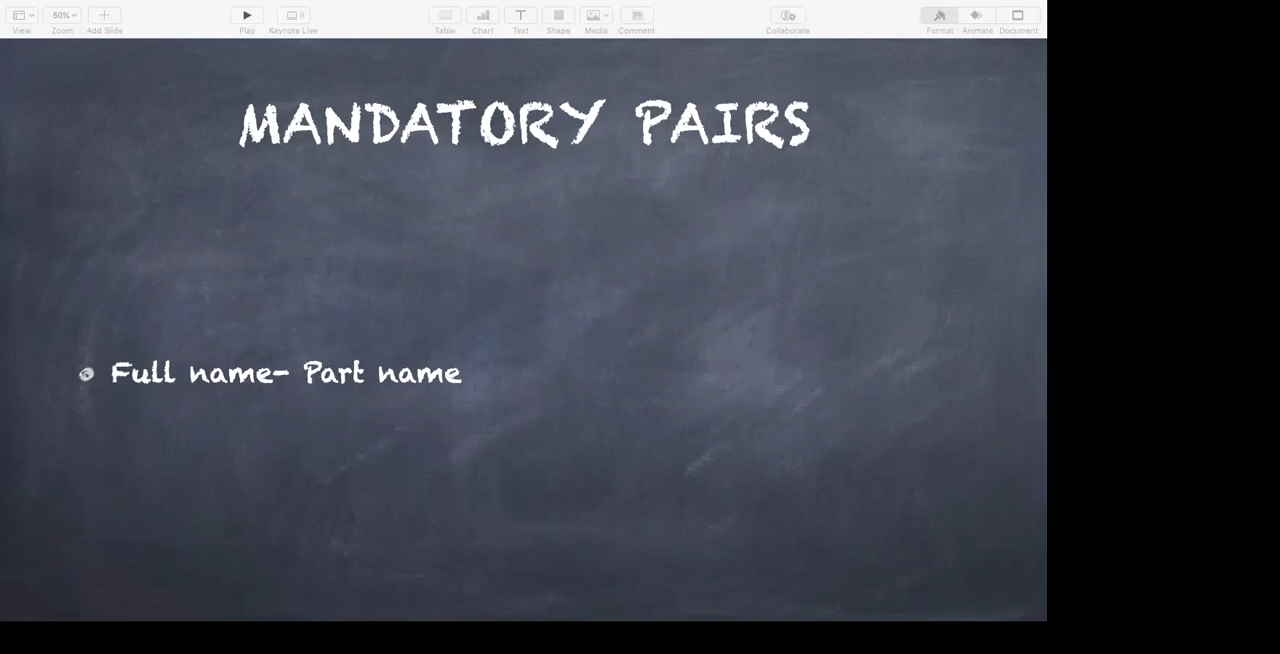 50%
View Zoom Add Slide Play Keynote Live Table Chart Text Shape Media Comment Collaborate Format Animate Document
MANDATORY PAIRS
Full name- Part name